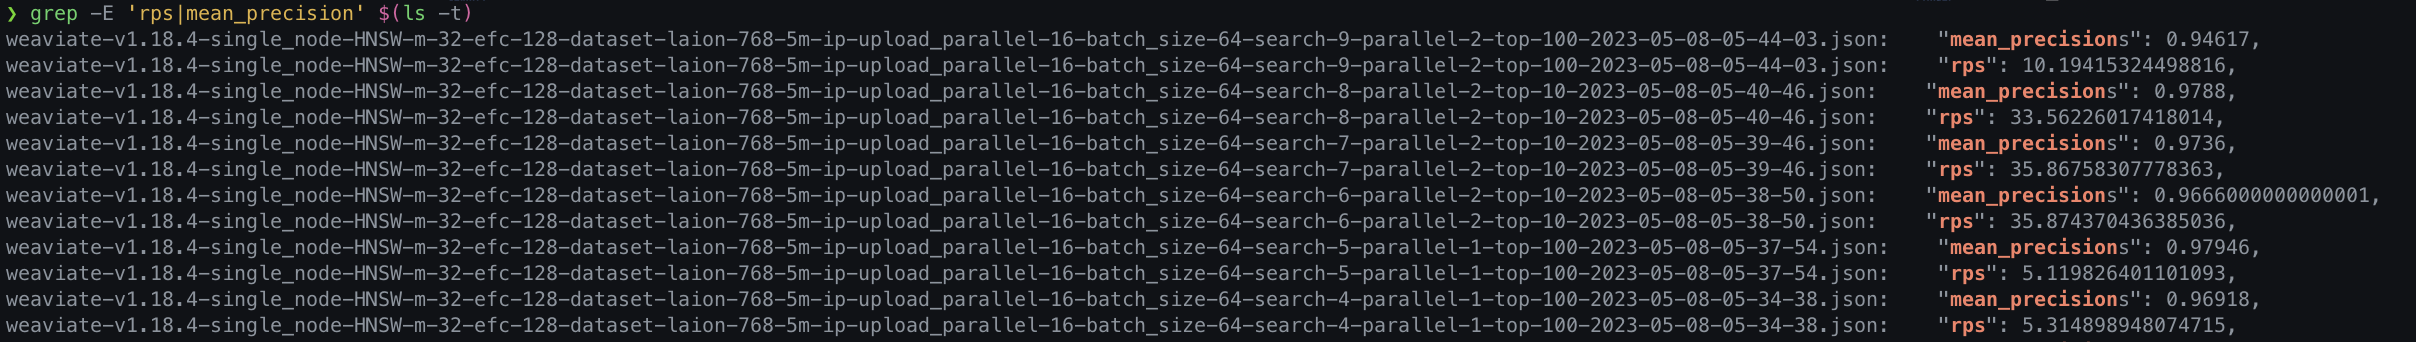 ❯ grep -E 'rps|mean_precision' $(ls -t)
weaviate-v1.18.4-single_node-HNSW-m-32-efc-128-dataset-laion-768-5m-ip-upload_parallel-16-batch_size-64-search-9-parallel-2-top-100-2023-05-08-05-44-03.json:    "mean_precisions": 0.94617,
weaviate-v1.18.4-single_node-HNSW-m-32-efc-128-dataset-laion-768-5m-ip-upload_parallel-16-batch_size-64-search-9-parallel-2-top-100-2023-05-08-05-44-03.json:    "rps": 10.19415324498816,
weaviate-v1.18.4-single_node-HNSW-m-32-efc-128-dataset-laion-768-5m-ip-upload_parallel-16-batch_size-64-search-8-parallel-2-top-10-2023-05-08-05-40-46.json:    "mean_precisions": 0.9788,
weaviate-v1.18.4-single_node-HNSW-m-32-efc-128-dataset-laion-768-5m-ip-upload_parallel-16-batch_size-64-search-8-parallel-2-top-10-2023-05-08-05-40-46.json:    "rps": 33.56226017418014,
weaviate-v1.18.4-single_node-HNSW-m-32-efc-128-dataset-laion-768-5m-ip-upload_parallel-16-batch_size-64-search-7-parallel-2-top-10-2023-05-08-05-39-46.json:    "mean_precisions": 0.9736,
weaviate-v1.18.4-single_node-HNSW-m-32-efc-128-dataset-laion-768-5m-ip-upload_parallel-16-batch_size-64-search-7-parallel-2-top-10-2023-05-08-05-39-46.json:    "rps": 35.86758307778363,
weaviate-v1.18.4-single_node-HNSW-m-32-efc-128-dataset-laion-768-5m-ip-upload_parallel-16-batch_size-64-search-6-parallel-2-top-10-2023-05-08-05-38-50.json:    "mean_precisions": 0.9666000000000001,
weaviate-v1.18.4-single_node-HNSW-m-32-efc-128-dataset-laion-768-5m-ip-upload_parallel-16-batch_size-64-search-6-parallel-2-top-10-2023-05-08-05-38-50.json:    "rps": 35.874370436385036,
weaviate-v1.18.4-single_node-HNSW-m-32-efc-128-dataset-laion-768-5m-ip-upload_parallel-16-batch_size-64-search-5-parallel-1-top-100-2023-05-08-05-37-54.json:    "mean_precisions": 0.97946,
weaviate-v1.18.4-single_node-HNSW-m-32-efc-128-dataset-laion-768-5m-ip-upload_parallel-16-batch_size-64-search-5-parallel-1-top-100-2023-05-08-05-37-54.json:    "rps": 5.119826401101093,
weaviate-v1.18.4-single_node-HNSW-m-32-efc-128-dataset-laion-768-5m-ip-upload_parallel-16-batch_size-64-search-4-parallel-1-top-100-2023-05-08-05-34-38.json:    "mean_precisions": 0.96918,
weaviate-v1.18.4-single_node-HNSW-m-32-efc-128-dataset-laion-768-5m-ip-upload_parallel-16-batch_size-64-search-4-parallel-1-top-100-2023-05-08-05-34-38.json:    "rps": 5.314898948074715,